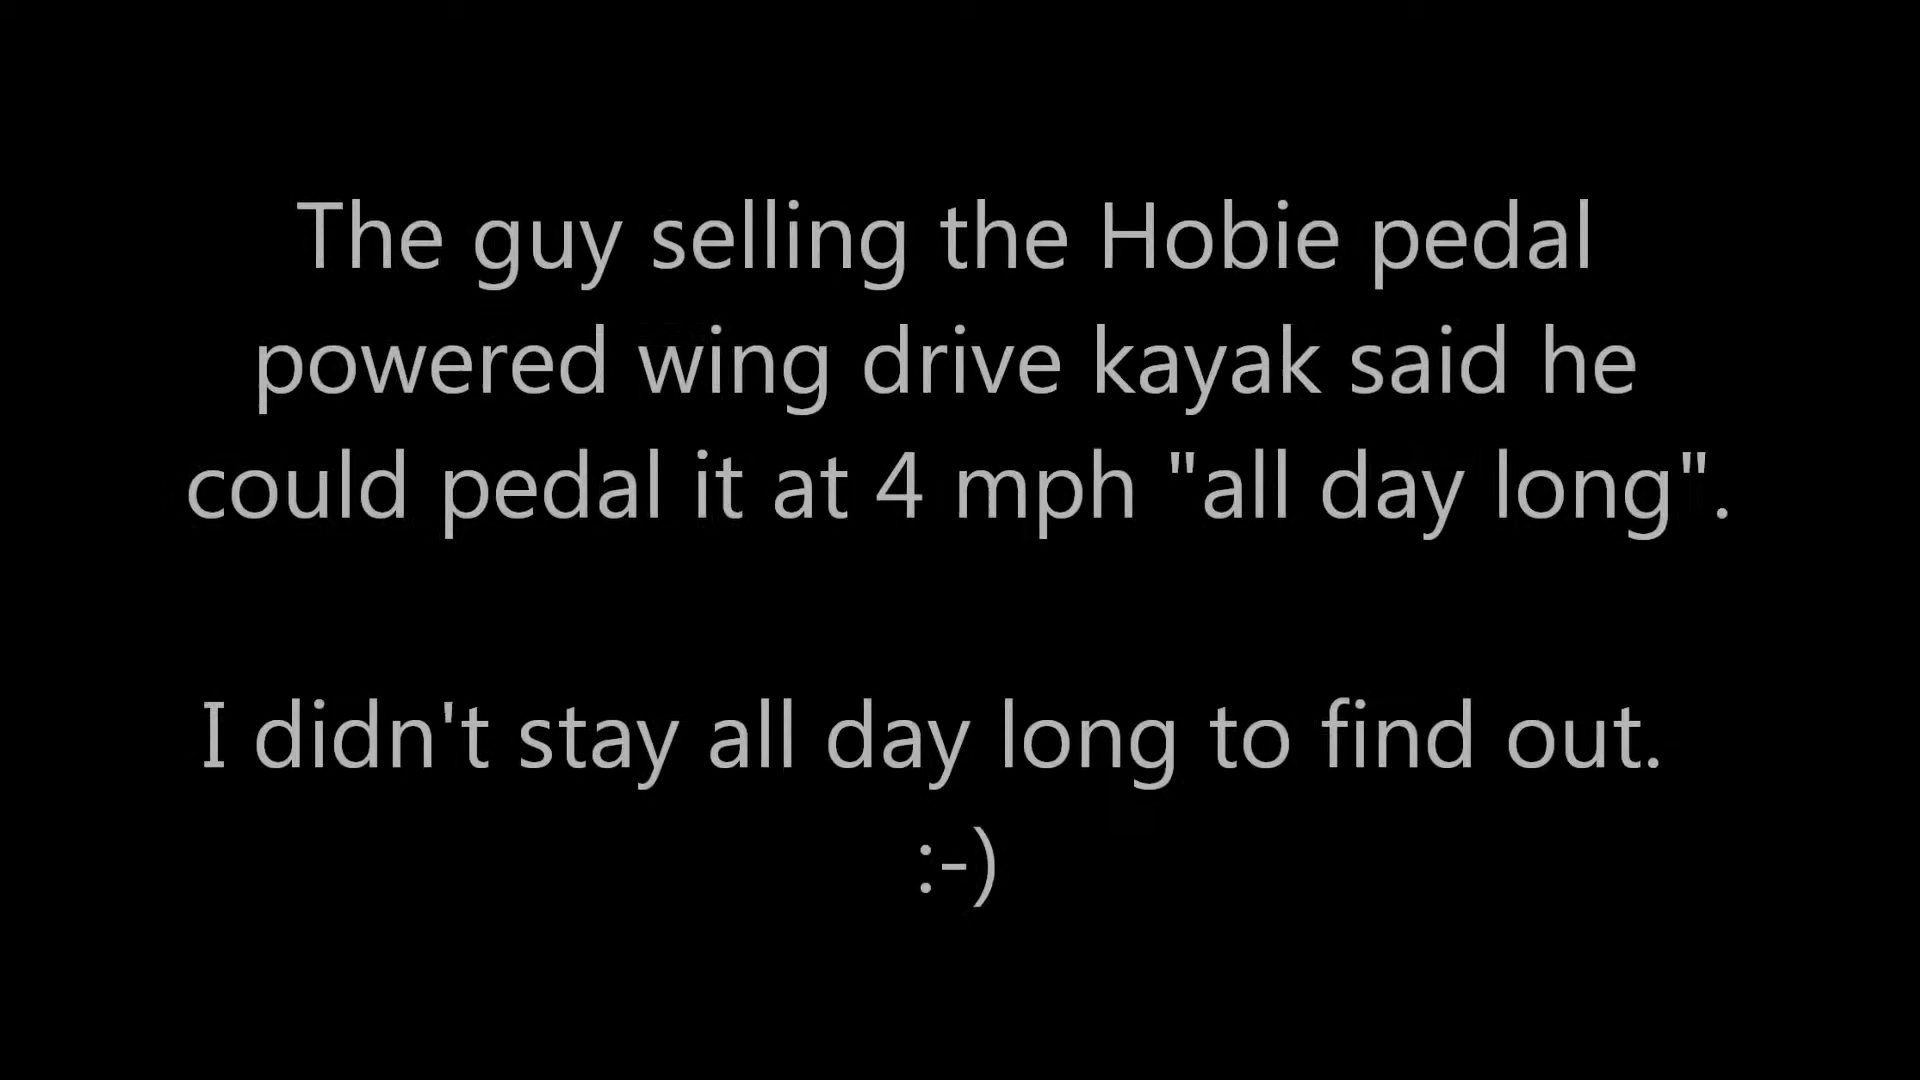 The guy selling the Hobie pedal
powered wing drive kayak said he
could pedal it at 4 mph "all day long".
I didn't stay all day long to find out.
:-)